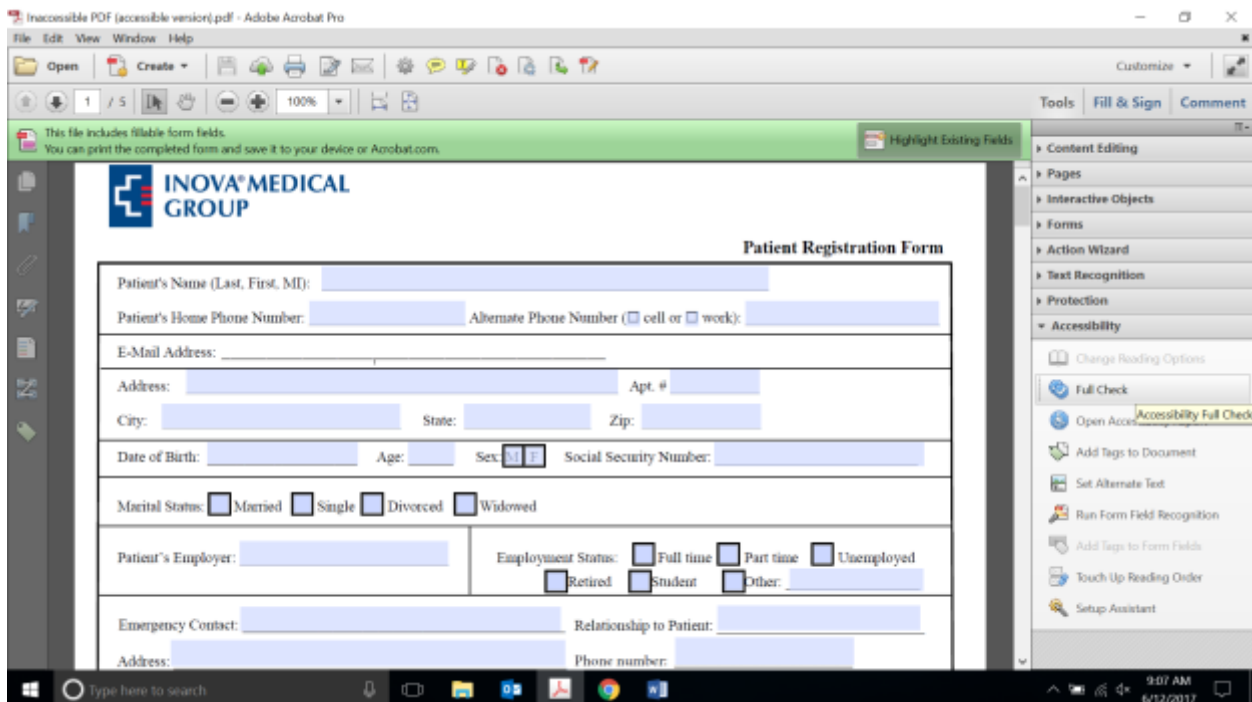 Inaccessible PDF (accessible version).pdf - Adobe Acrobat Pro
File Edit View Window Help
Open Create Customize
1 / 5 100% Tools Fill & Sign Comment
This file includes fillable form fields.
You can print the completed form and save it to your device or Acrobat.com.
Highlight Existing Fields
INOVA® MEDICAL
GROUP
Patient Registration Form
Patient's Name (Last, First, MI):
Patient's Home Phone Number: Alternate Phone Number ( cell or work):
E-Mail Address:
Address: Apt. #
City: State: Zip:
Date of Birth: Age: Sex: M F Social Security Number:
Marital Status: Married Single Divorced Widowed
Patient's Employer: Employment Status: Full time Part time Unemployed
Retired Student Other:
Emergency Contact: Relationship to Patient:
Address: Phone number:
Content Editing
Pages
Interactive Objects
Forms
Action Wizard
Text Recognition
Protection
Accessibility
Change Reading Options
Full Check
Accessibility Full Check
Open
Add Tags to Document
Set Alternate Text
Run Form Field Recognition
Add Tags to Form Fields
Touch Up Reading Order
Setup Assistant
Type here to search
9:07 AM
6/12/2017